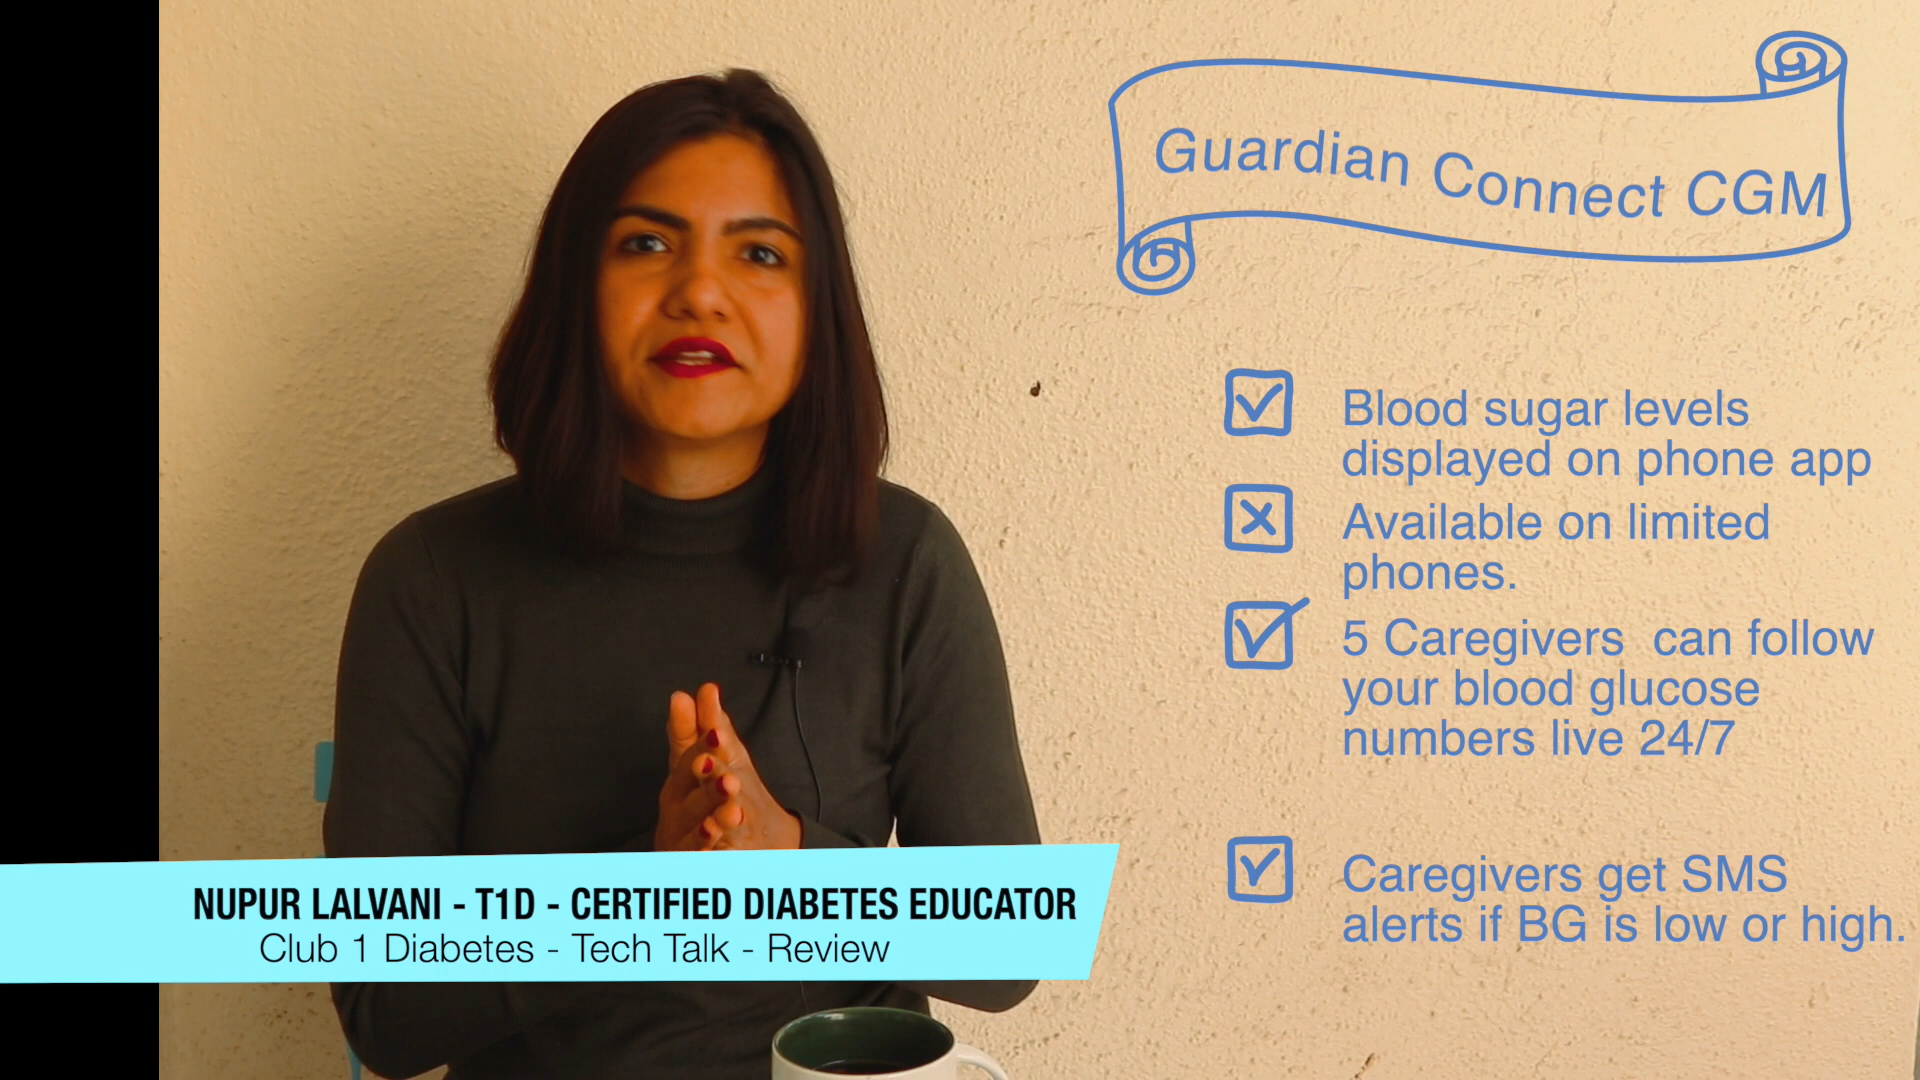 Guardian Connect CGM
Blood sugar levels
displayed on phone app
Available on limited
phones.
5 Caregivers can follow
your blood glucose
numbers live 24/7
Caregivers get SMS
alerts if BG is low or high.
NUPUR LALVANI - T1D - CERTIFIED DIABETES EDUCATOR
Club 1 Diabetes - Tech Talk - Review